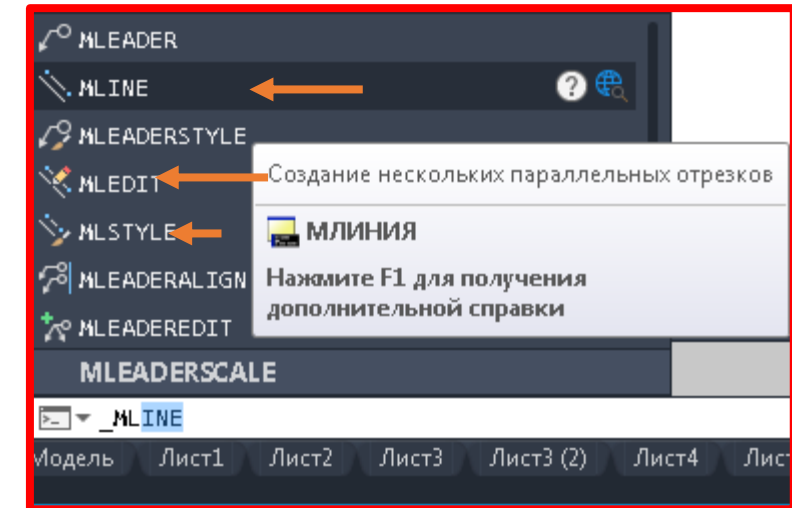 MLEADER
MLINE
MLEADERSTYLE
MLEDIT
MLSTYLE
MLEADERALIGN
MLEADEREDIT
MLEADERSCALE
Создание нескольких параллельных отрезков
МЛИНИЯ
Нажмите F1 для получения
дополнительной справки
_MLINE
Модель Лист1 Лист2 Лист3 Лист3 (2) Лист4 Лис